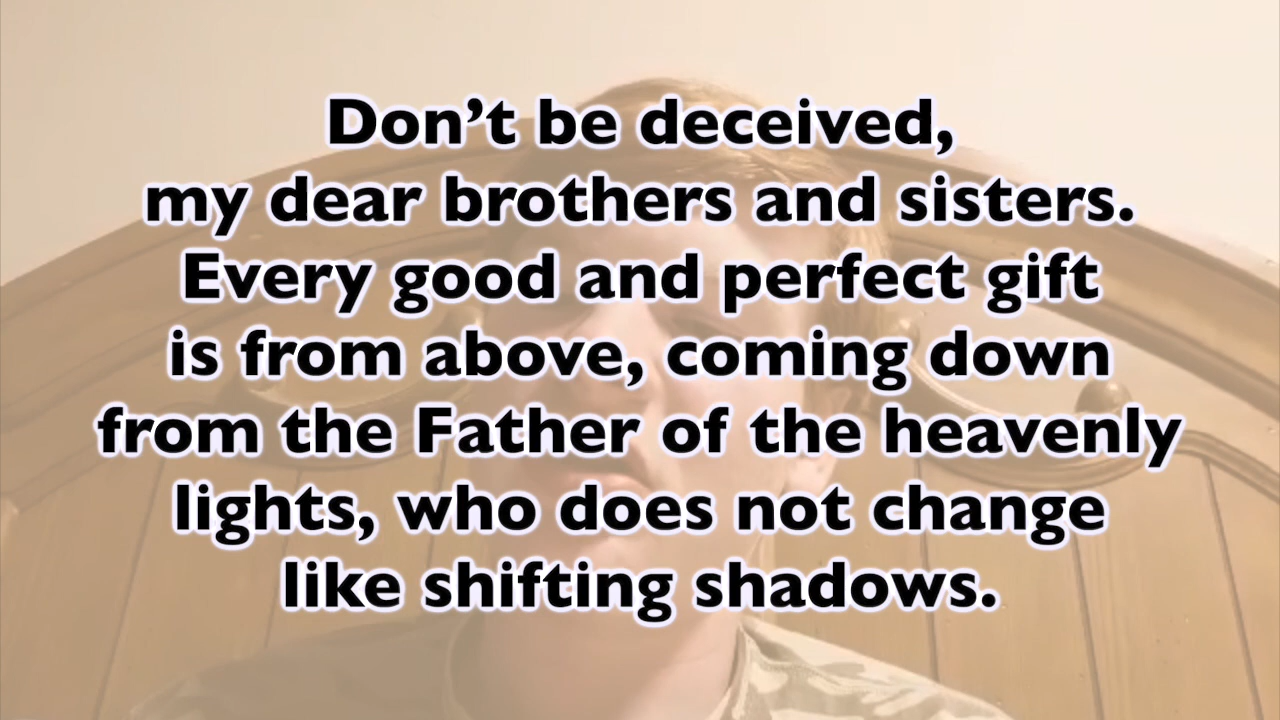 Don’t be deceived,
my dear brothers and sisters.
Every good and perfect gift
is from above, coming down
from the Father of the heavenly
lights, who does not change
like shifting shadows.